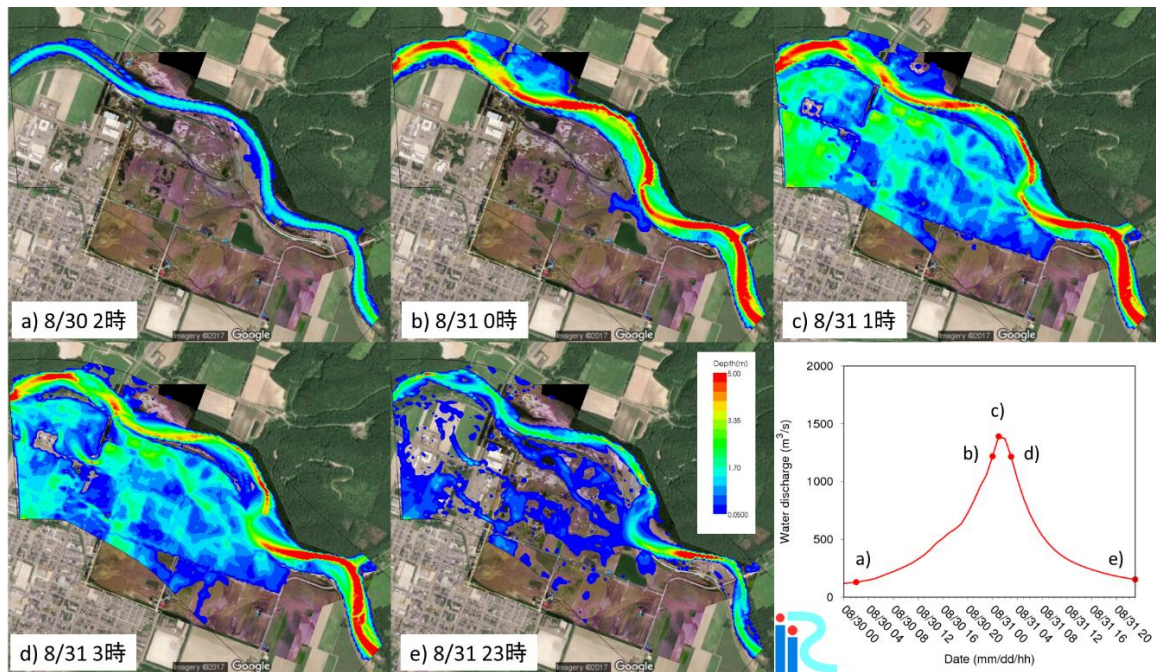 Imagery ©2017 Google
a) 8/30 2時
Imagery ©2017 Google
b) 8/31 0時
c) 8/31 1時
d) 8/31 3時
Imagery ©2017 Google
e) 8/31 23時
Imagery ©2017 Google
Depth(m)
5.00
3.35
1.70
0.0500
2000
1500
1000
500
0
Water discharge (m³/s)
a)
b)
c)
d)
e)
08/30 00
08/30 04
08/30 08
08/30 12
08/30 16
08/30 20
08/31 00
08/31 04
08/31 08
08/31 12
08/31 16
08/31 20
Date (mm/dd/hh)
iRIC